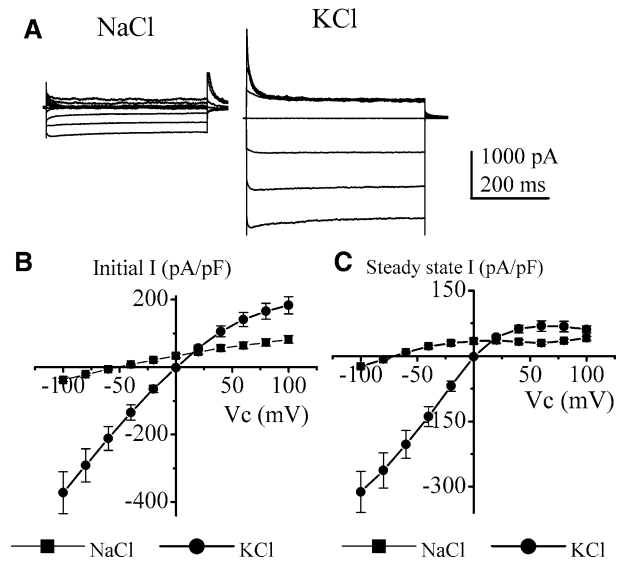 A
NaCl
KCl
1000 pA
200 ms
B
Initial I (pA/pF)
200
-100
-50
50
100
Vc (mV)
-200
-400
NaCl
KCl
C
Steady state I (pA/pF)
150
-100
-50
50
100
Vc (mV)
-150
-300
NaCl
KCl